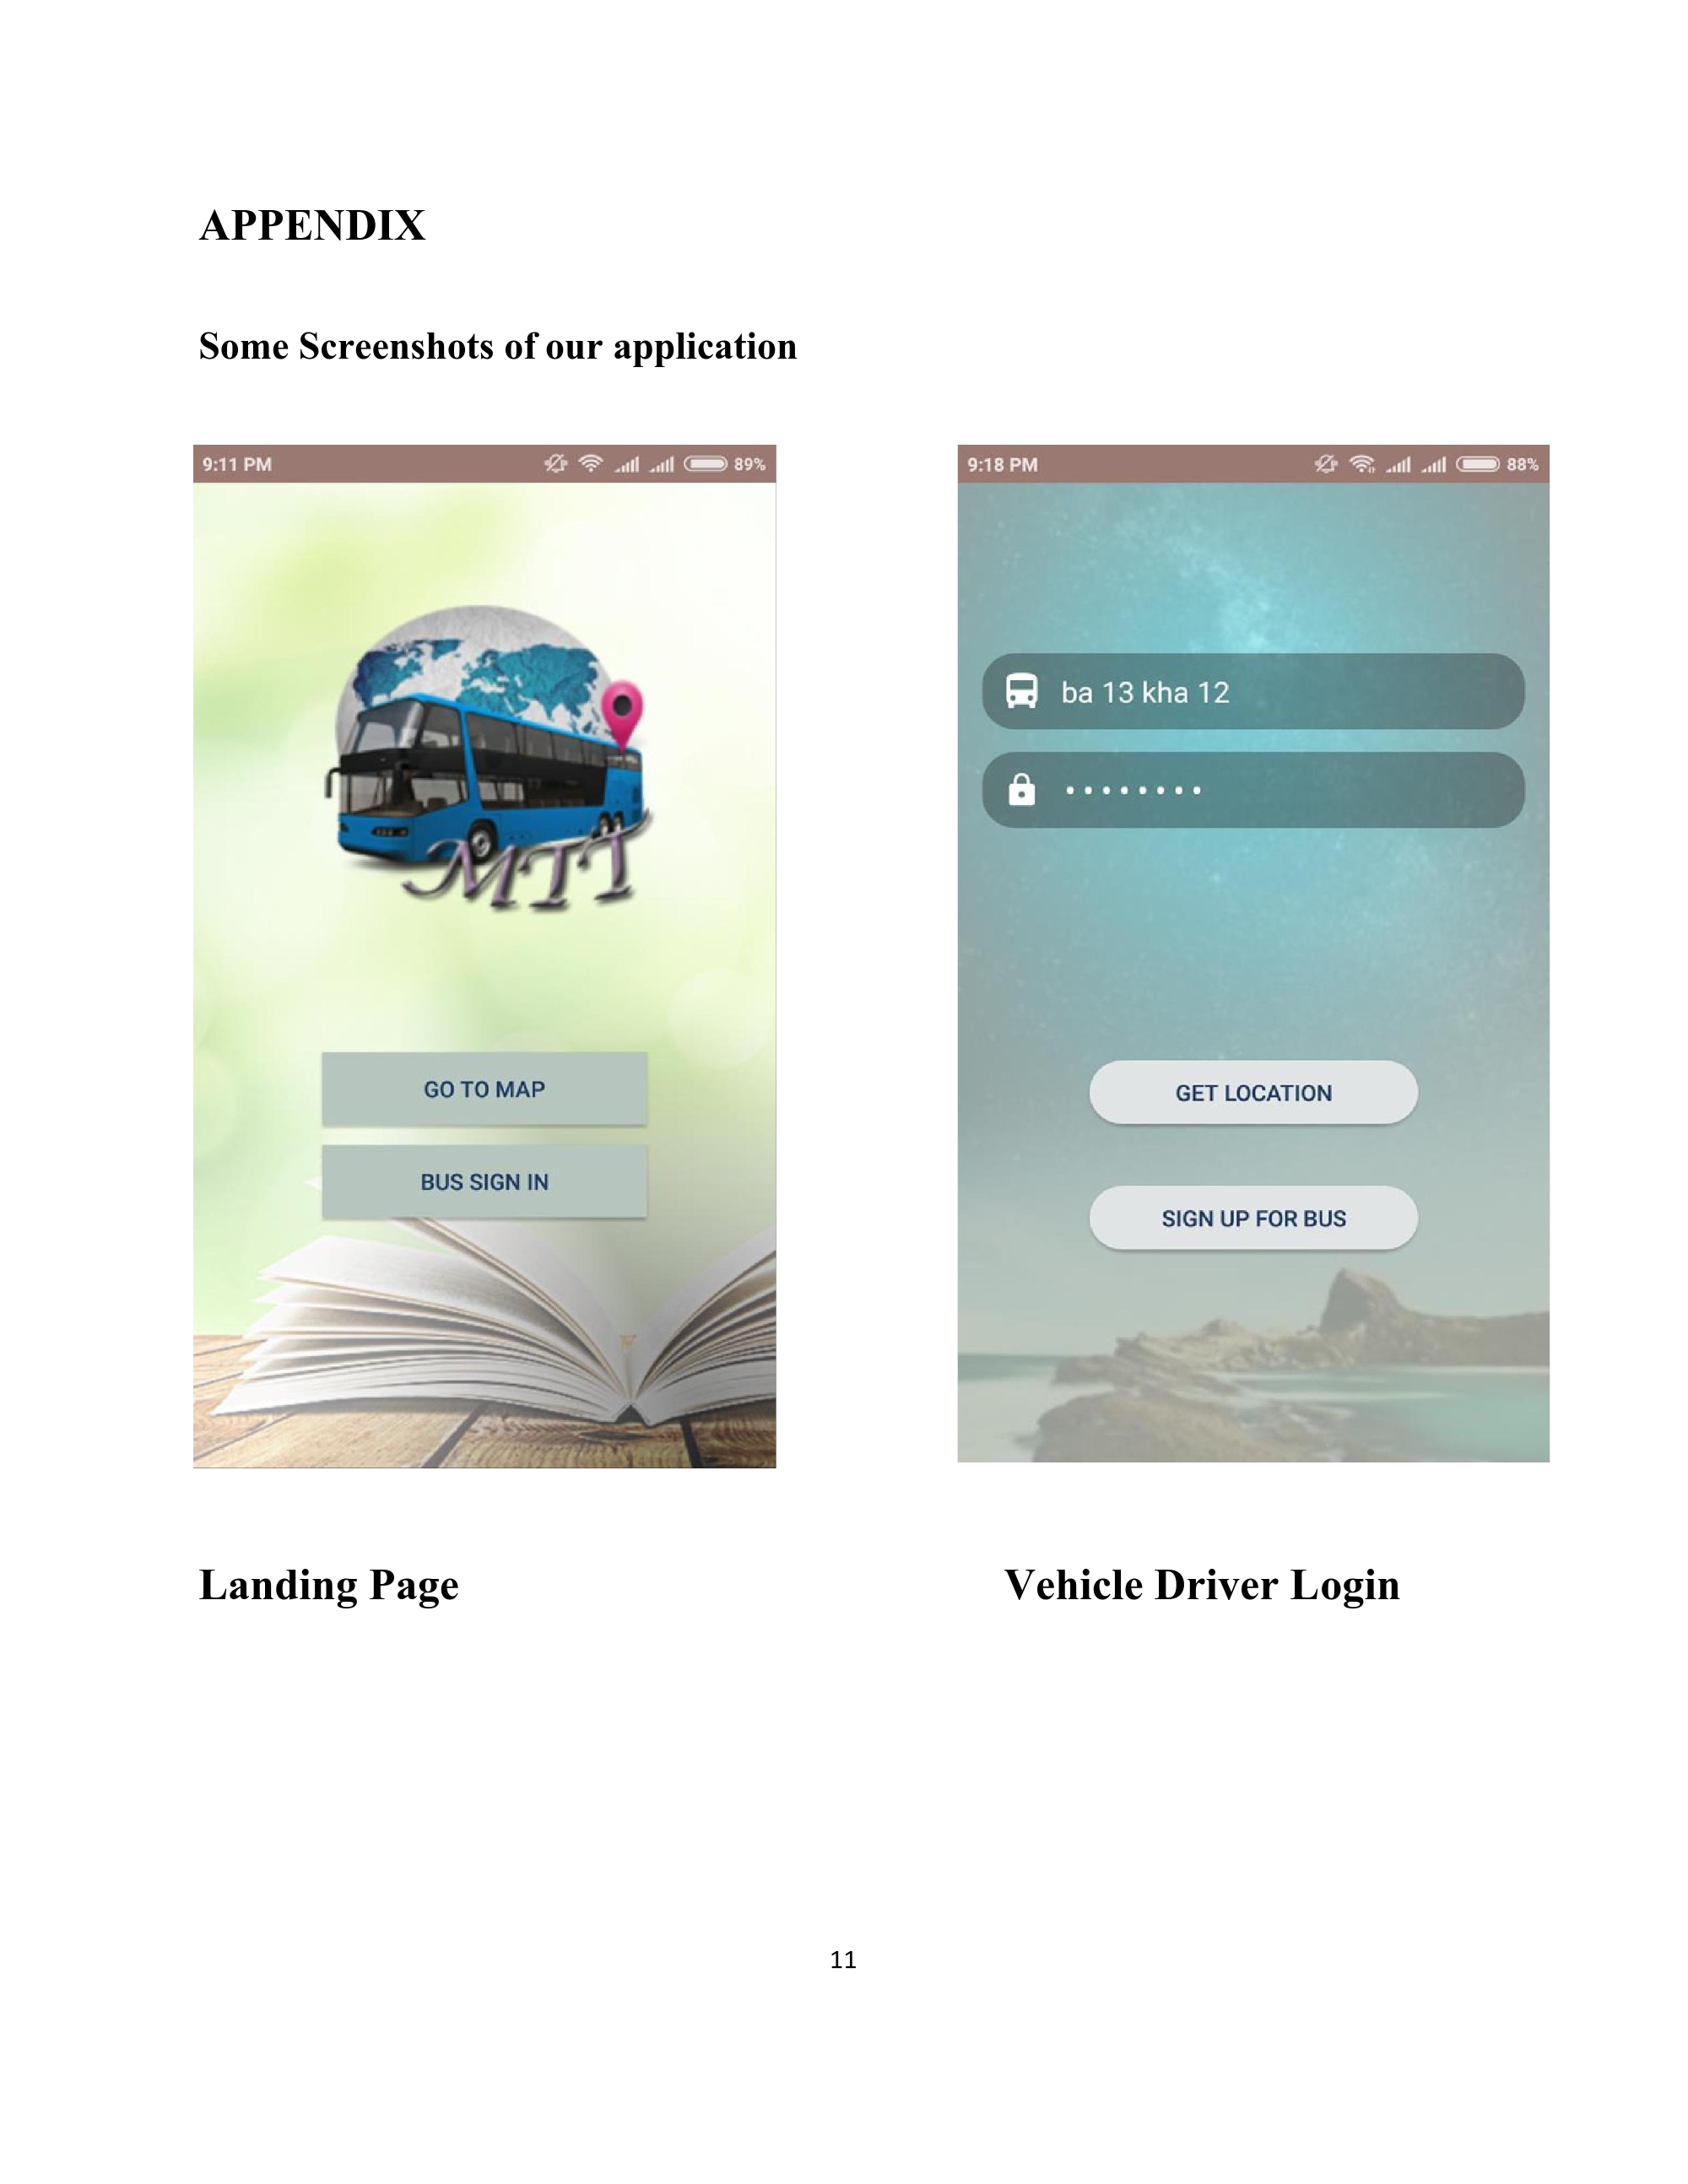 APPENDIX
Some Screenshots of our application
9:11 PM 89%
MTT
GO TO MAP
BUS SIGN IN
9:18 PM 88%
ba 13 kha 12
••••••••
GET LOCATION
SIGN UP FOR BUS
Landing Page
Vehicle Driver Login
11